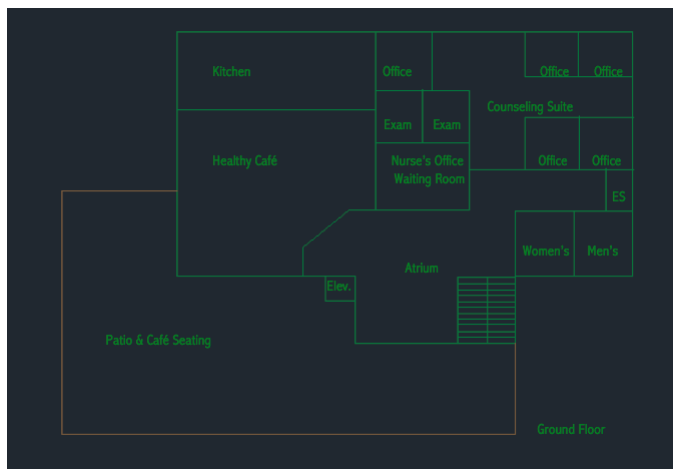 Kitchen
Office
Office
Office
Counseling Suite
Exam
Exam
Healthy Café
Nurse's Office
Waiting Room
Office
Office
ES
Women's
Men's
Atrium
Elev.
Patio & Café Seating
Ground Floor